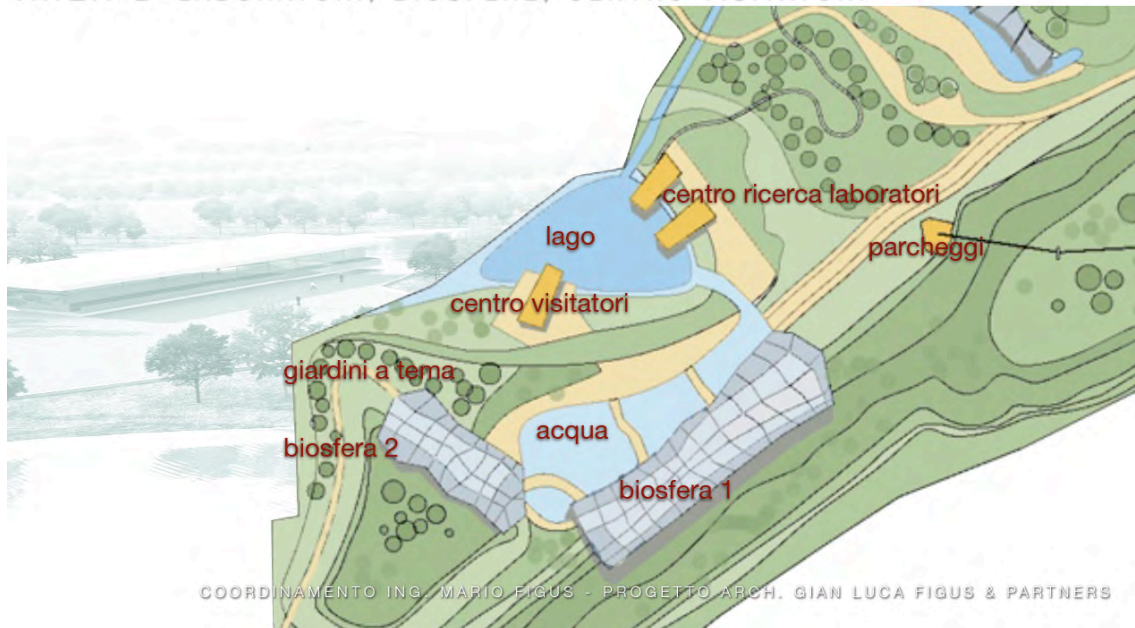 centro ricerca laboratori
lago
parcheggi
centro visitatori
giardini a tema
acqua
biosfera 2
biosfera 1
COORDINAMENTO ING. MARIO FIGUS - PROGETTO ARCH. GIAN LUCA FIGUS & PARTNERS